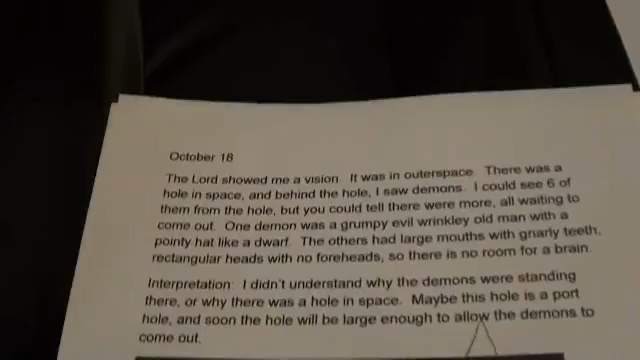 October 18
The Lord showed me a vision. It was in outerspace. There was a
hole in space, and behind the hole, I saw demons. I could see 6 of
them from the hole, but you could tell there were more, all waiting to
come out. One demon was a grumpy evil wrinkley old man with a
pointy hat like a dwarf. The others had large mouths with gnarly teeth,
rectangular heads with no foreheads, so there is no room for a brain.
Interpretation: I didn't understand why the demons were standing
there, or why there was a hole in space. Maybe this hole is a port
hole, and soon the hole will be large enough to allow the demons to
come out.